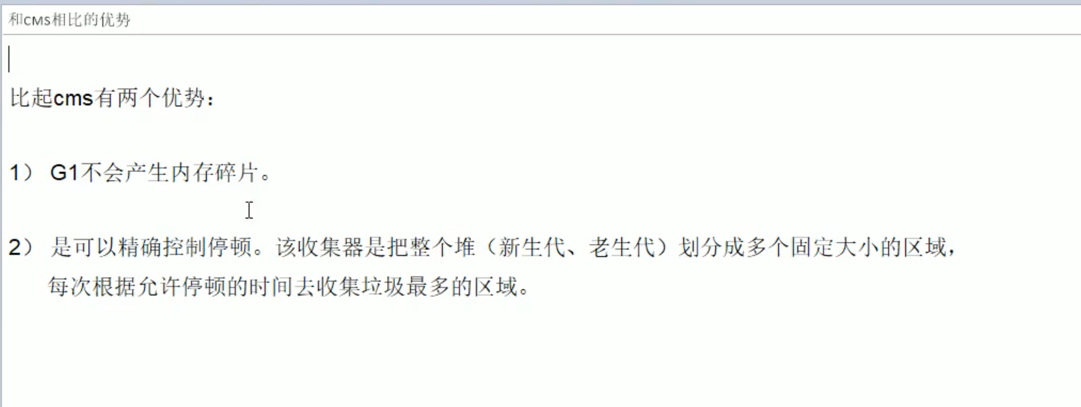 和CMS相比的优势
比起cms有两个优势：
1） G1不会产生内存碎片。
2） 是可以精确控制停顿。该收集器是把整个堆（新生代、老生代）划分成多个固定大小的区域，
每次根据允许停顿的时间去收集垃圾最多的区域。